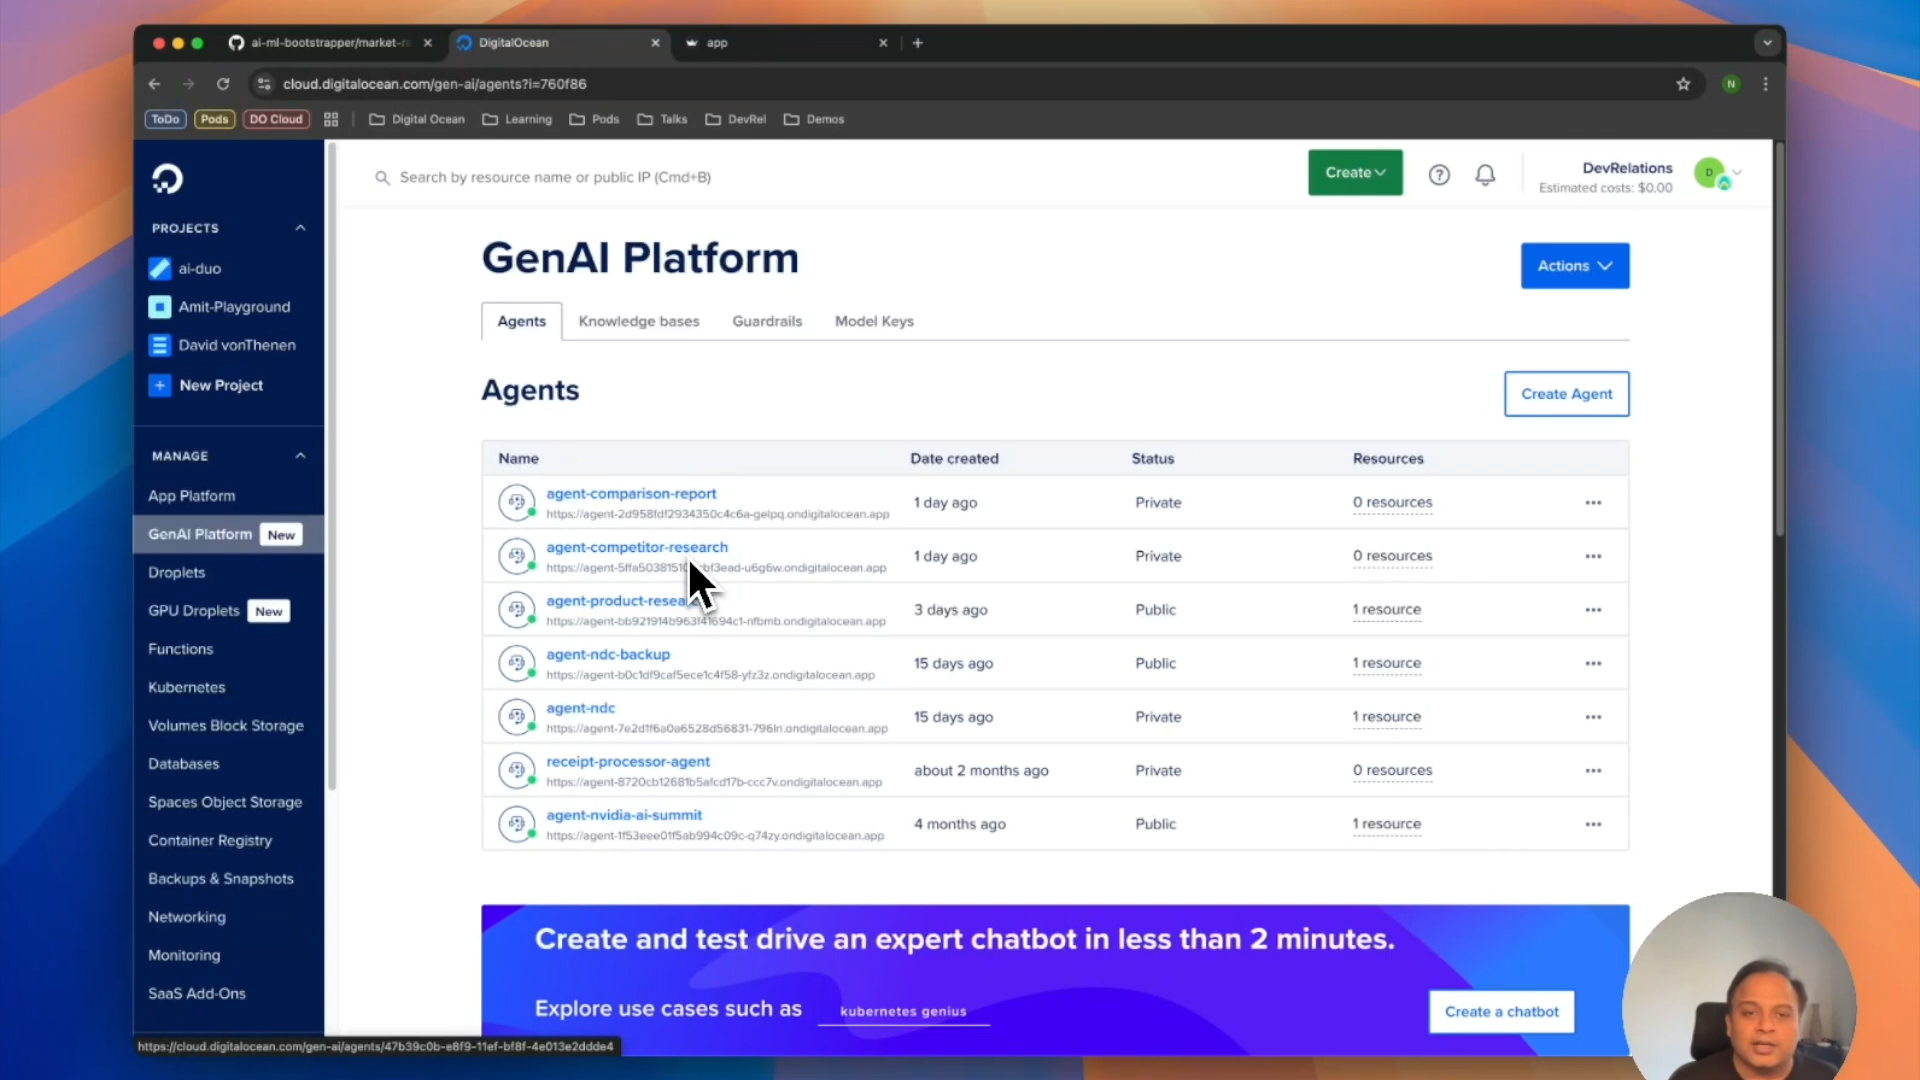 ai-ml-bootstrapper/market-r
DigitalOcean
app
cloud.digitalocean.com/gen-ai/agents?i=760f86
N
ToDo
Pods
DO Cloud
Digital Ocean
Learning
Pods
Talks
DevRel
Demos
Search by resource name or public IP (Cmd+B)
Create
DevRelations
Estimated costs: $0.00
D
PROJECTS
ai-duo
Amit-Playground
David vonThenen
+ New Project
MANAGE
App Platform
GenAI Platform New
Droplets
GPU Droplets New
Functions
Kubernetes
Volumes Block Storage
Databases
Spaces Object Storage
Container Registry
Backups & Snapshots
Networking
Monitoring
SaaS Add-Ons
GenAI Platform
Actions
Agents
Knowledge bases
Guardrails
Model Keys
Agents
Create Agent
Name Date created Status Resources
agent-comparison-report
https://agent-2d958fdf2934350c4c6a-gelpq.ondigitalocean.app
1 day ago Private 0 resources
agent-competitor-research
1 day ago Private 0 resources
https://agent-bb921914b963f41694c1-nfbmb.ondigitalocean.app
3 days ago Public 1 resource
agent-ndc-backup
https://agent-b0c1df9caf5ece1c4f58-yfz3z.ondigitalocean.app
15 days ago Public 1 resource
agent-ndc
https://agent-7e2d1f6a0a6528d56831-796ln.ondigitalocean.app
15 days ago Private 1 resource
receipt-processor-agent
https://agent-8720cb12681b5afcd17b-ccc7v.ondigitalocean.app
about 2 months ago Private 0 resources
agent-nvidia-ai-summit
https://agent-1f53eee01f5ab994c09c-q74zy.ondigitalocean.app
4 months ago Public 1 resource
Create and test drive an expert chatbot in less than 2 minutes.
Explore use cases such as kubernetes genius
Create a chatbot
https://cloud.digitalocean.com/gen-ai/agents/47b39c0b-e8f9-11ef-bf8f-4e013e2ddde4